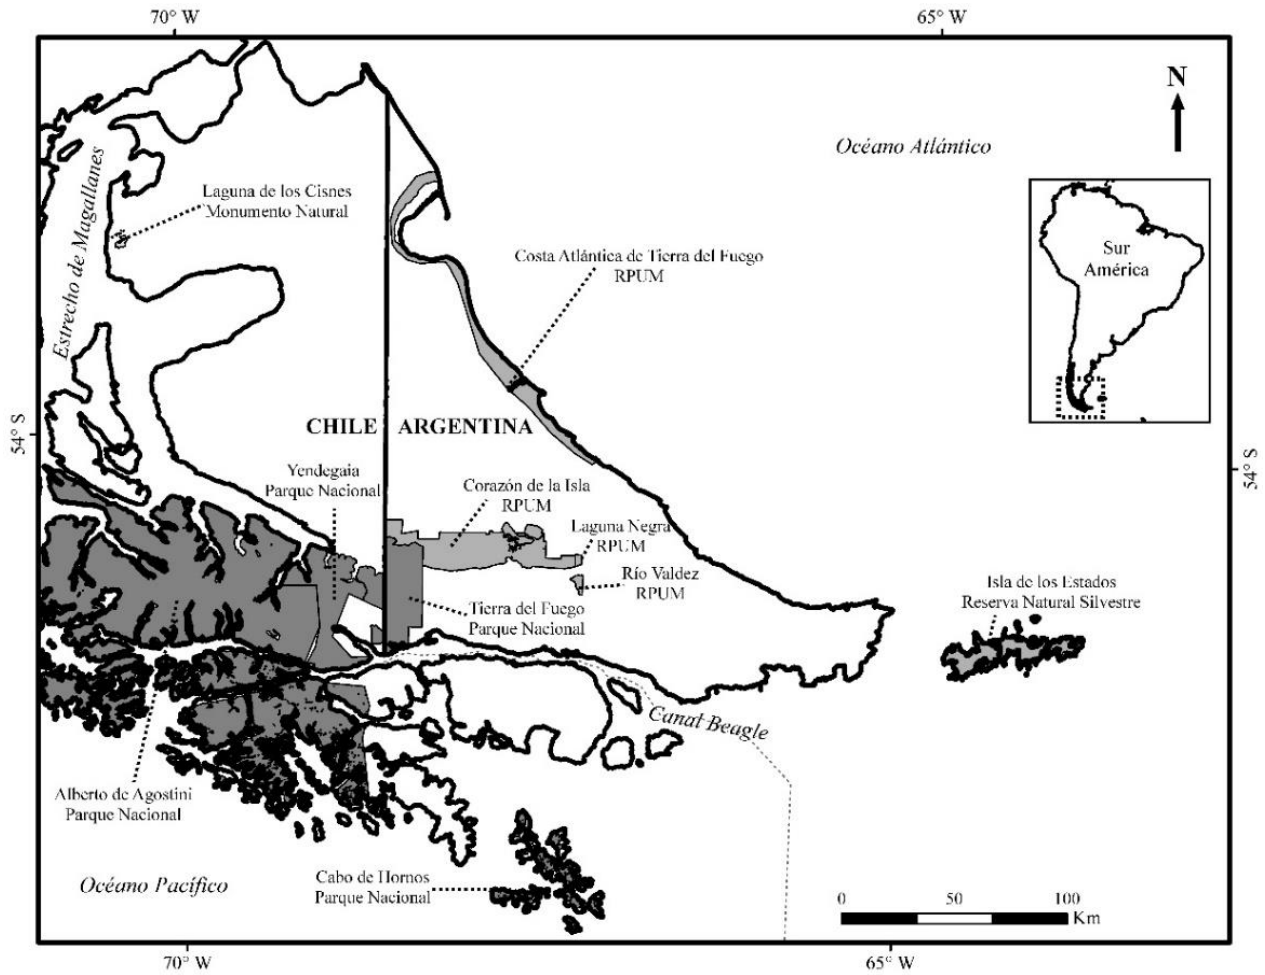 70° W
65° W
N
Océano Atlántico
Estrecho de Magallanes
Laguna de los Cisnes
Monumento Natural
Sur
América
Costa Atlántica de Tierra del Fuego
RPUM
54° S
CHILE
ARGENTINA
54° S
Yendegaia
Parque Nacional
Corazón de la Isla
RPUM
Laguna Negra
RPUM
Río Valdez
RPUM
Isla de los Estados
Reserva Natural Silvestre
Tierra del Fuego
Parque Nacional
Canal Beagle
Alberto de Agostini
Parque Nacional
Océano Pacífico
Cabo de Hornos
Parque Nacional
0
50
100
Km
70° W
65° W